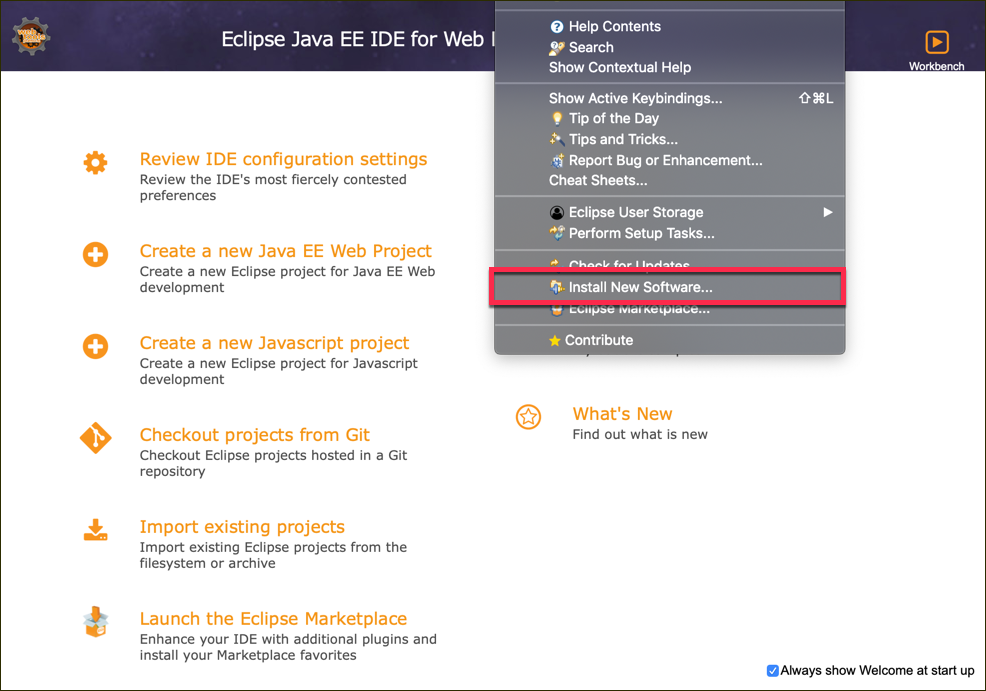 Eclipse Java EE IDE for Web
Workbench
Help Contents
Search
Show Contextual Help
Show Active Keybindings... ⇧⌘L
Tip of the Day
Tips and Tricks...
Report Bug or Enhancement...
Cheat Sheets...
Eclipse User Storage
Perform Setup Tasks...
Check for Updates
Install New Software...
Eclipse Marketplace...
Contribute
Review IDE configuration settings
Review the IDE's most fiercely contested
preferences
Create a new Java EE Web Project
Create a new Eclipse project for Java EE Web
development
Create a new Javascript project
Create a new Eclipse project for Javascript
development
Checkout projects from Git
Checkout Eclipse projects hosted in a Git
repository
Import existing projects
Import existing Eclipse projects from the
filesystem or archive
Launch the Eclipse Marketplace
Enhance your IDE with additional plugins and
install your Marketplace favorites
What's New
Find out what is new
Always show Welcome at start up